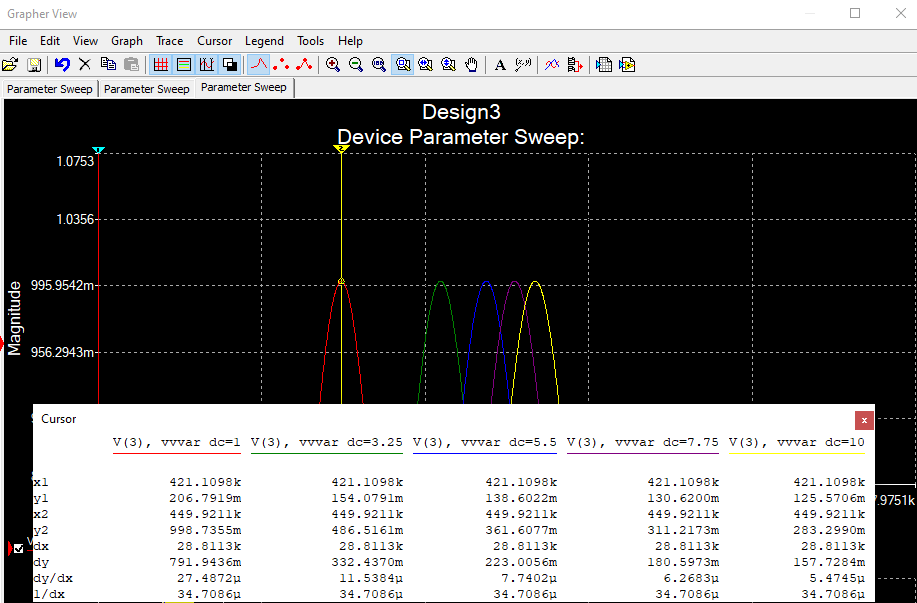 Grapher View
File Edit View Graph Trace Cursor Legend Tools Help
Parameter Sweep Parameter Sweep Parameter Sweep
Design3
Device Parameter Sweep:
1.0753
1.0356
995.9542m
956.2943m
Magnitude
7.9751k
Cursor
V(3), vvvar dc=1 V(3), vvvar dc=3.25 V(3), vvvar dc=5.5 V(3), vvvar dc=7.75 V(3), vvvar dc=10
x1 421.1098k 421.1098k 421.1098k 421.1098k 421.1098k
y1 206.7919m 154.0791m 138.6022m 130.6200m 125.5706m
x2 449.9211k 449.9211k 449.9211k 449.9211k 449.9211k
y2 998.7355m 486.5161m 361.6077m 311.2173m 283.2990m
dx 28.8113k 28.8113k 28.8113k 28.8113k 28.8113k
dy 791.9436m 332.4370m 223.0056m 180.5973m 157.7284m
dy/dx 27.4872µ 11.5384µ 7.7402µ 6.2683µ 5.4745µ
1/dx 34.7086µ 34.7086µ 34.7086µ 34.7086µ 34.7086µ